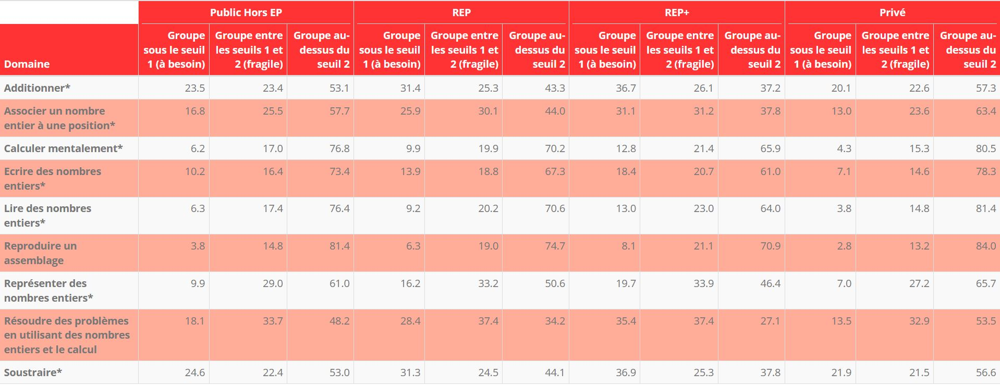 Public Hors EP REP REP+ Privé
Domaine Groupe sous le seuil 1 (à besoin) Groupe entre les seuils 1 et 2 (fragile) Groupe au-dessus du seuil 2 Groupe sous le seuil 1 (à besoin) Groupe entre les seuils 1 et 2 (fragile) Groupe au-dessus du seuil 2 Groupe sous le seuil 1 (à besoin) Groupe entre les seuils 1 et 2 (fragile) Groupe au-dessus du seuil 2 Groupe sous le seuil 1 (à besoin) Groupe entre les seuils 1 et 2 (fragile) Groupe au-dessus du seuil 2
Additionner* 23.5 23.4 53.1 31.4 25.3 43.3 36.7 26.1 37.2 20.1 22.6 57.3
Associer un nombre 16.8 25.5 57.7 25.9 30.1 44.0 31.1 31.2 37.8 13.0 23.6 63.4
entier à une position*
Calculer mentalement* 6.2 17.0 76.8 9.9 19.9 70.2 12.8 21.4 65.9 4.3 15.3 80.5
Ecrire des nombres 10.2 16.4 73.4 13.9 18.8 67.3 18.4 20.7 61.0 7.1 14.6 78.3
entiers*
Lire des nombres 6.3 17.4 76.4 9.2 20.2 70.6 13.0 23.0 64.0 3.8 14.8 81.4
entiers*
Reproduire un 3.8 14.8 81.4 6.3 19.0 74.7 8.1 21.1 70.9 2.8 13.2 84.0
assemblage
Représenter des 9.9 29.0 61.0 16.2 33.2 50.6 19.7 33.9 46.4 7.0 27.2 65.7
nombres entiers*
Résoudre des problèmes 18.1 33.7 48.2 28.4 37.4 34.2 35.4 37.4 27.1 13.5 32.9 53.5
en utilisant des nombres
entiers et le calcul
Soustraire* 24.6 22.4 53.0 31.3 24.5 44.1 36.9 25.3 37.8 21.9 21.5 56.6